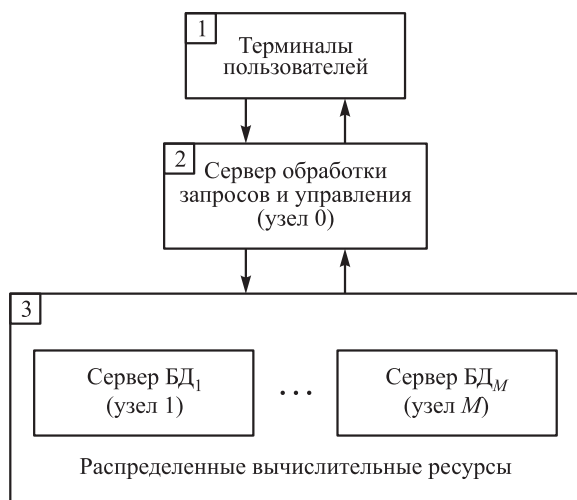 1
Терминалы
пользователей
2
Сервер обработки
запросов и управления
(узел 0)
3
Сервер БД₁
(узел 1)
...
Сервер БД_M
(узел M)
Распределенные вычислительные ресурсы